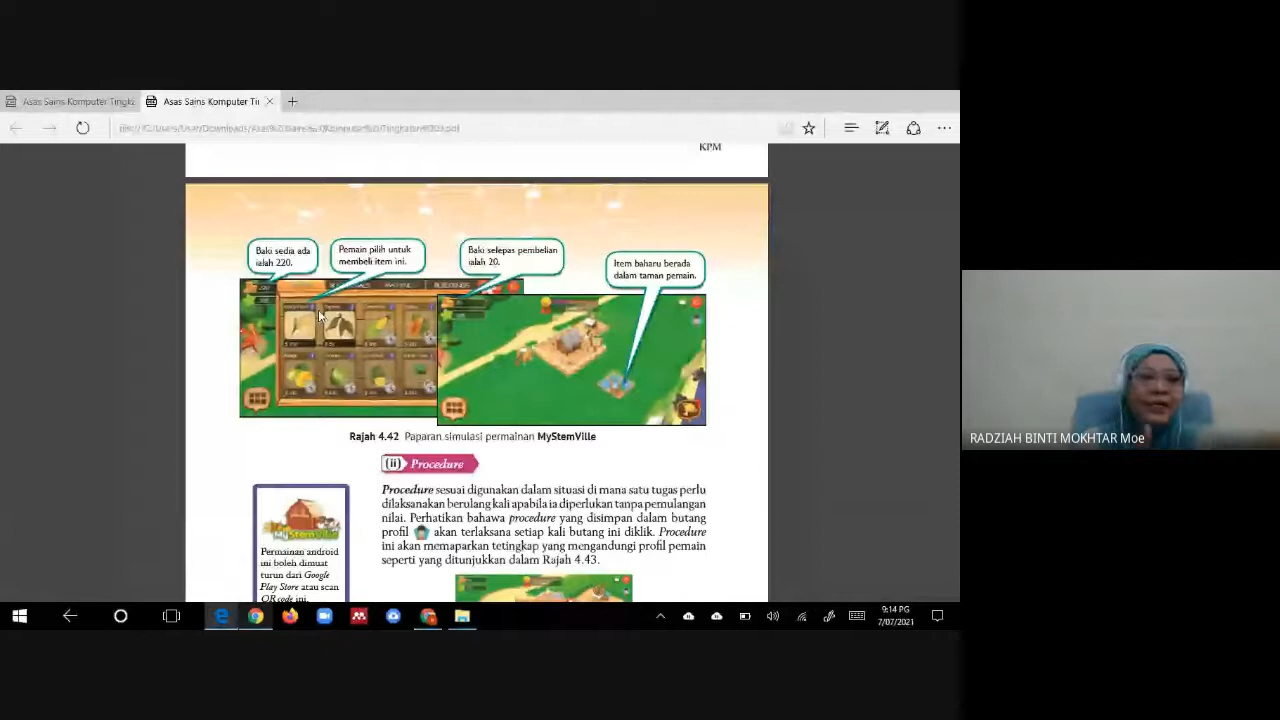 Asas Sains Komputer Tingka
Asas Sains Komputer Tin
KPM
Baki sedia ada
ialah 220.
Pemain pilih untuk
membeli item ini.
Baki selepas pembelian
ialah 20.
Item baharu berada
dalam taman pemain.
Rajah 4.42 Paparan simulasi permainan MyStemVille
(ii) Procedure
Procedure sesuai digunakan dalam situasi di mana satu tugas perlu
dilaksanakan berulang kali apabila ia diperlukan tanpa pemulangan
nilai. Perhatikan bahawa procedure yang disimpan dalam butang
profil akan terlaksana setiap kali butang ini diklik. Procedure
ini akan memaparkan tetingkap yang mengandungi profil pemain
seperti yang ditunjukkan dalam Rajah 4.43.
MyStemVille
Permainan android
ini boleh dimuat
turun dari Google
Play Store atau scan
QR code ini.
RADZIAH BINTI MOKHTAR Moe
9:14 PG
7/07/2021